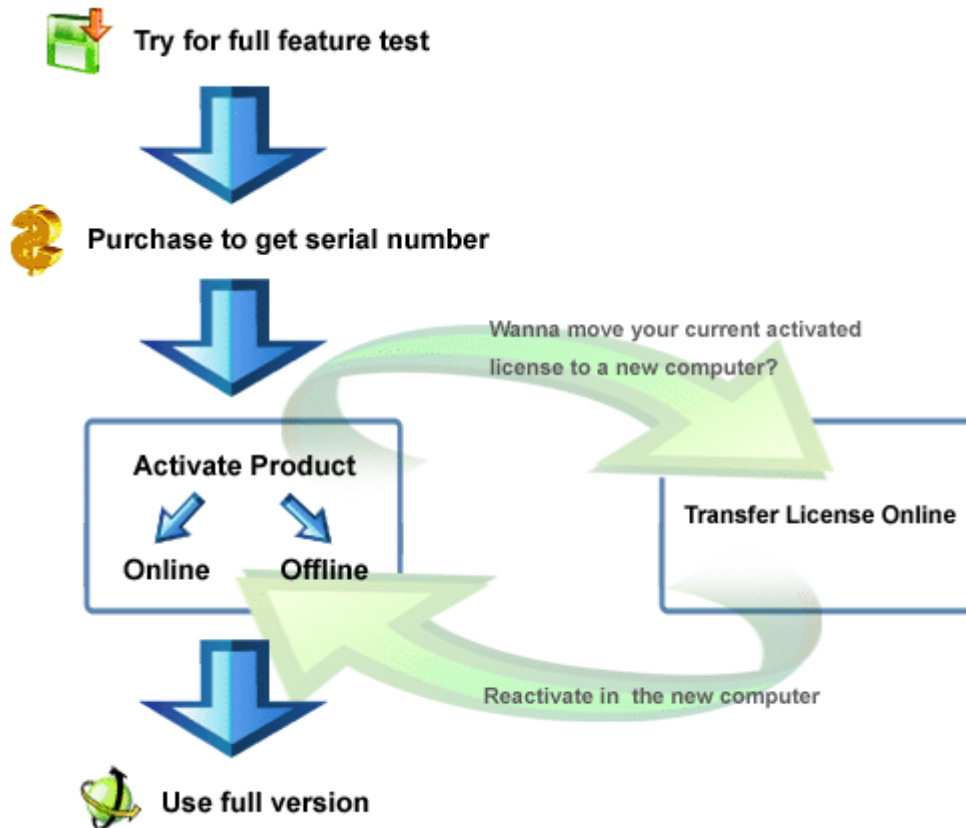 Try for full feature test
Purchase to get serial number
Wanna move your current activated
license to a new computer?
Activate Product
Online Offline
Transfer License Online
Reactivate in the new computer
Use full version